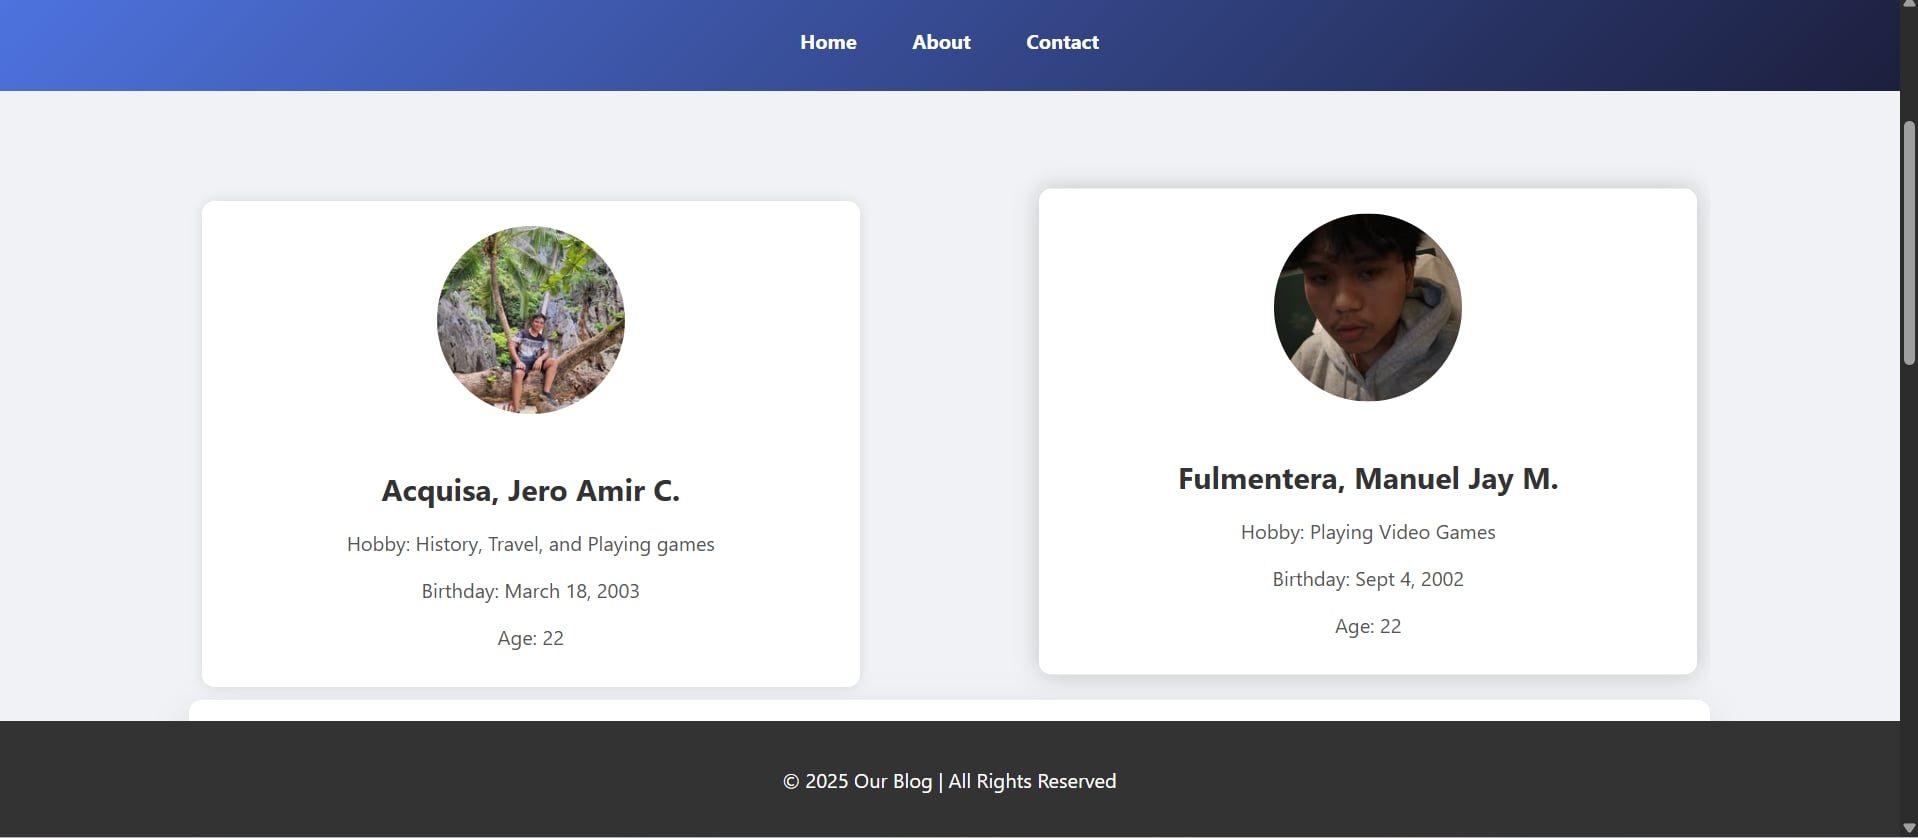 Home About Contact
Acquisa, Jero Amir C.
Hobby: History, Travel, and Playing games
Birthday: March 18, 2003
Age: 22
Fulmentera, Manuel Jay M.
Hobby: Playing Video Games
Birthday: Sept 4, 2002
Age: 22
© 2025 Our Blog | All Rights Reserved